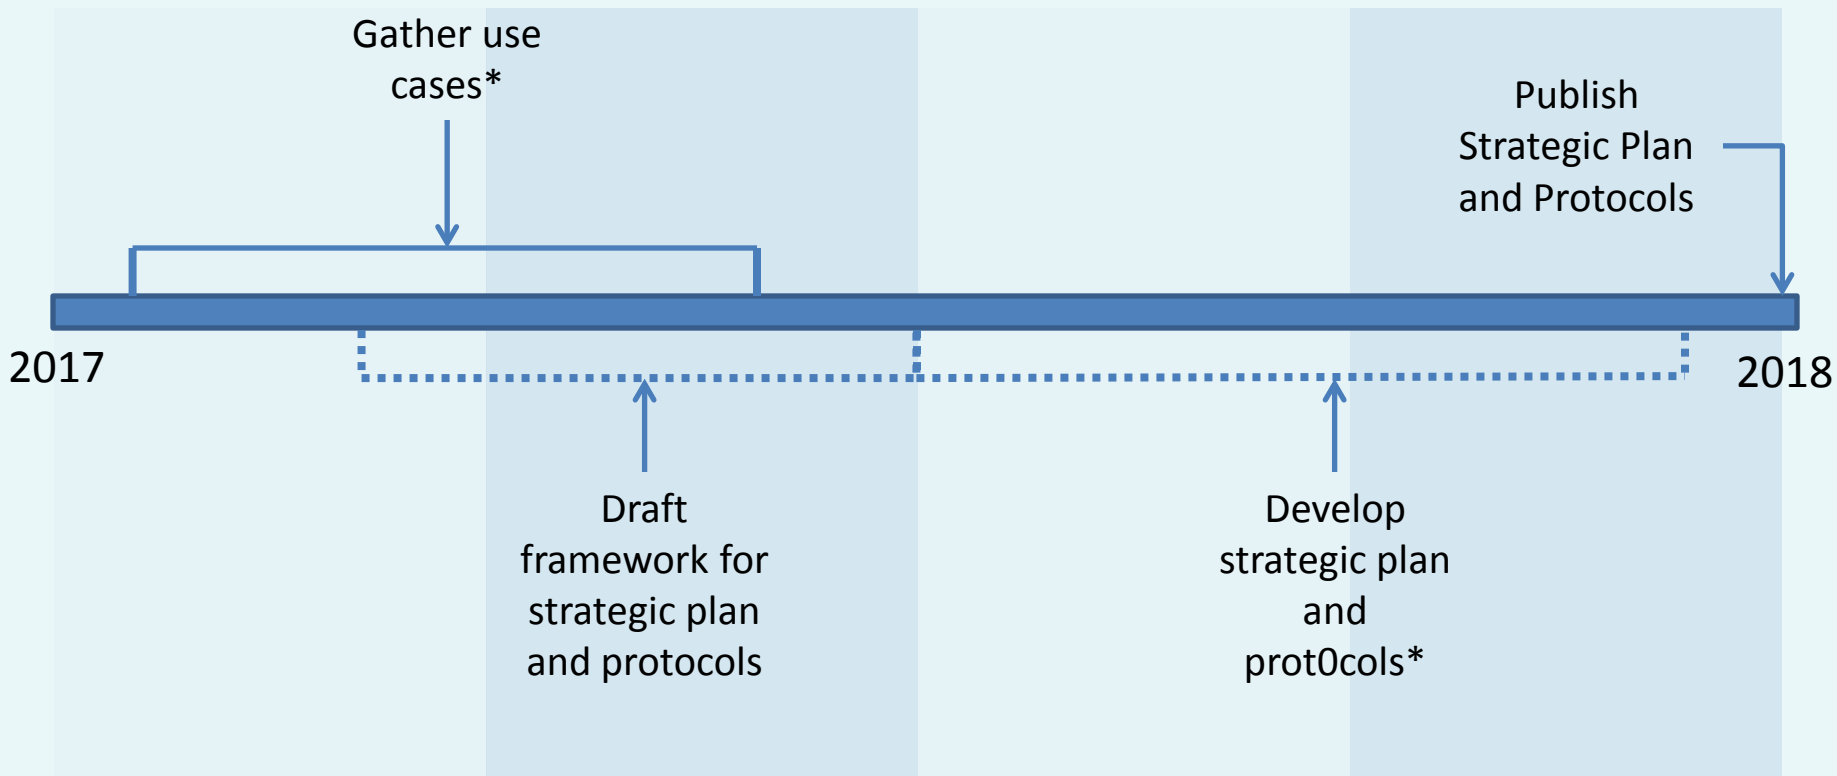 Gather use
cases*
Publish
Strategic Plan
and Protocols
2017
2018
Draft
framework for
strategic plan
and protocols
Develop
strategic plan
and
prot0cols*